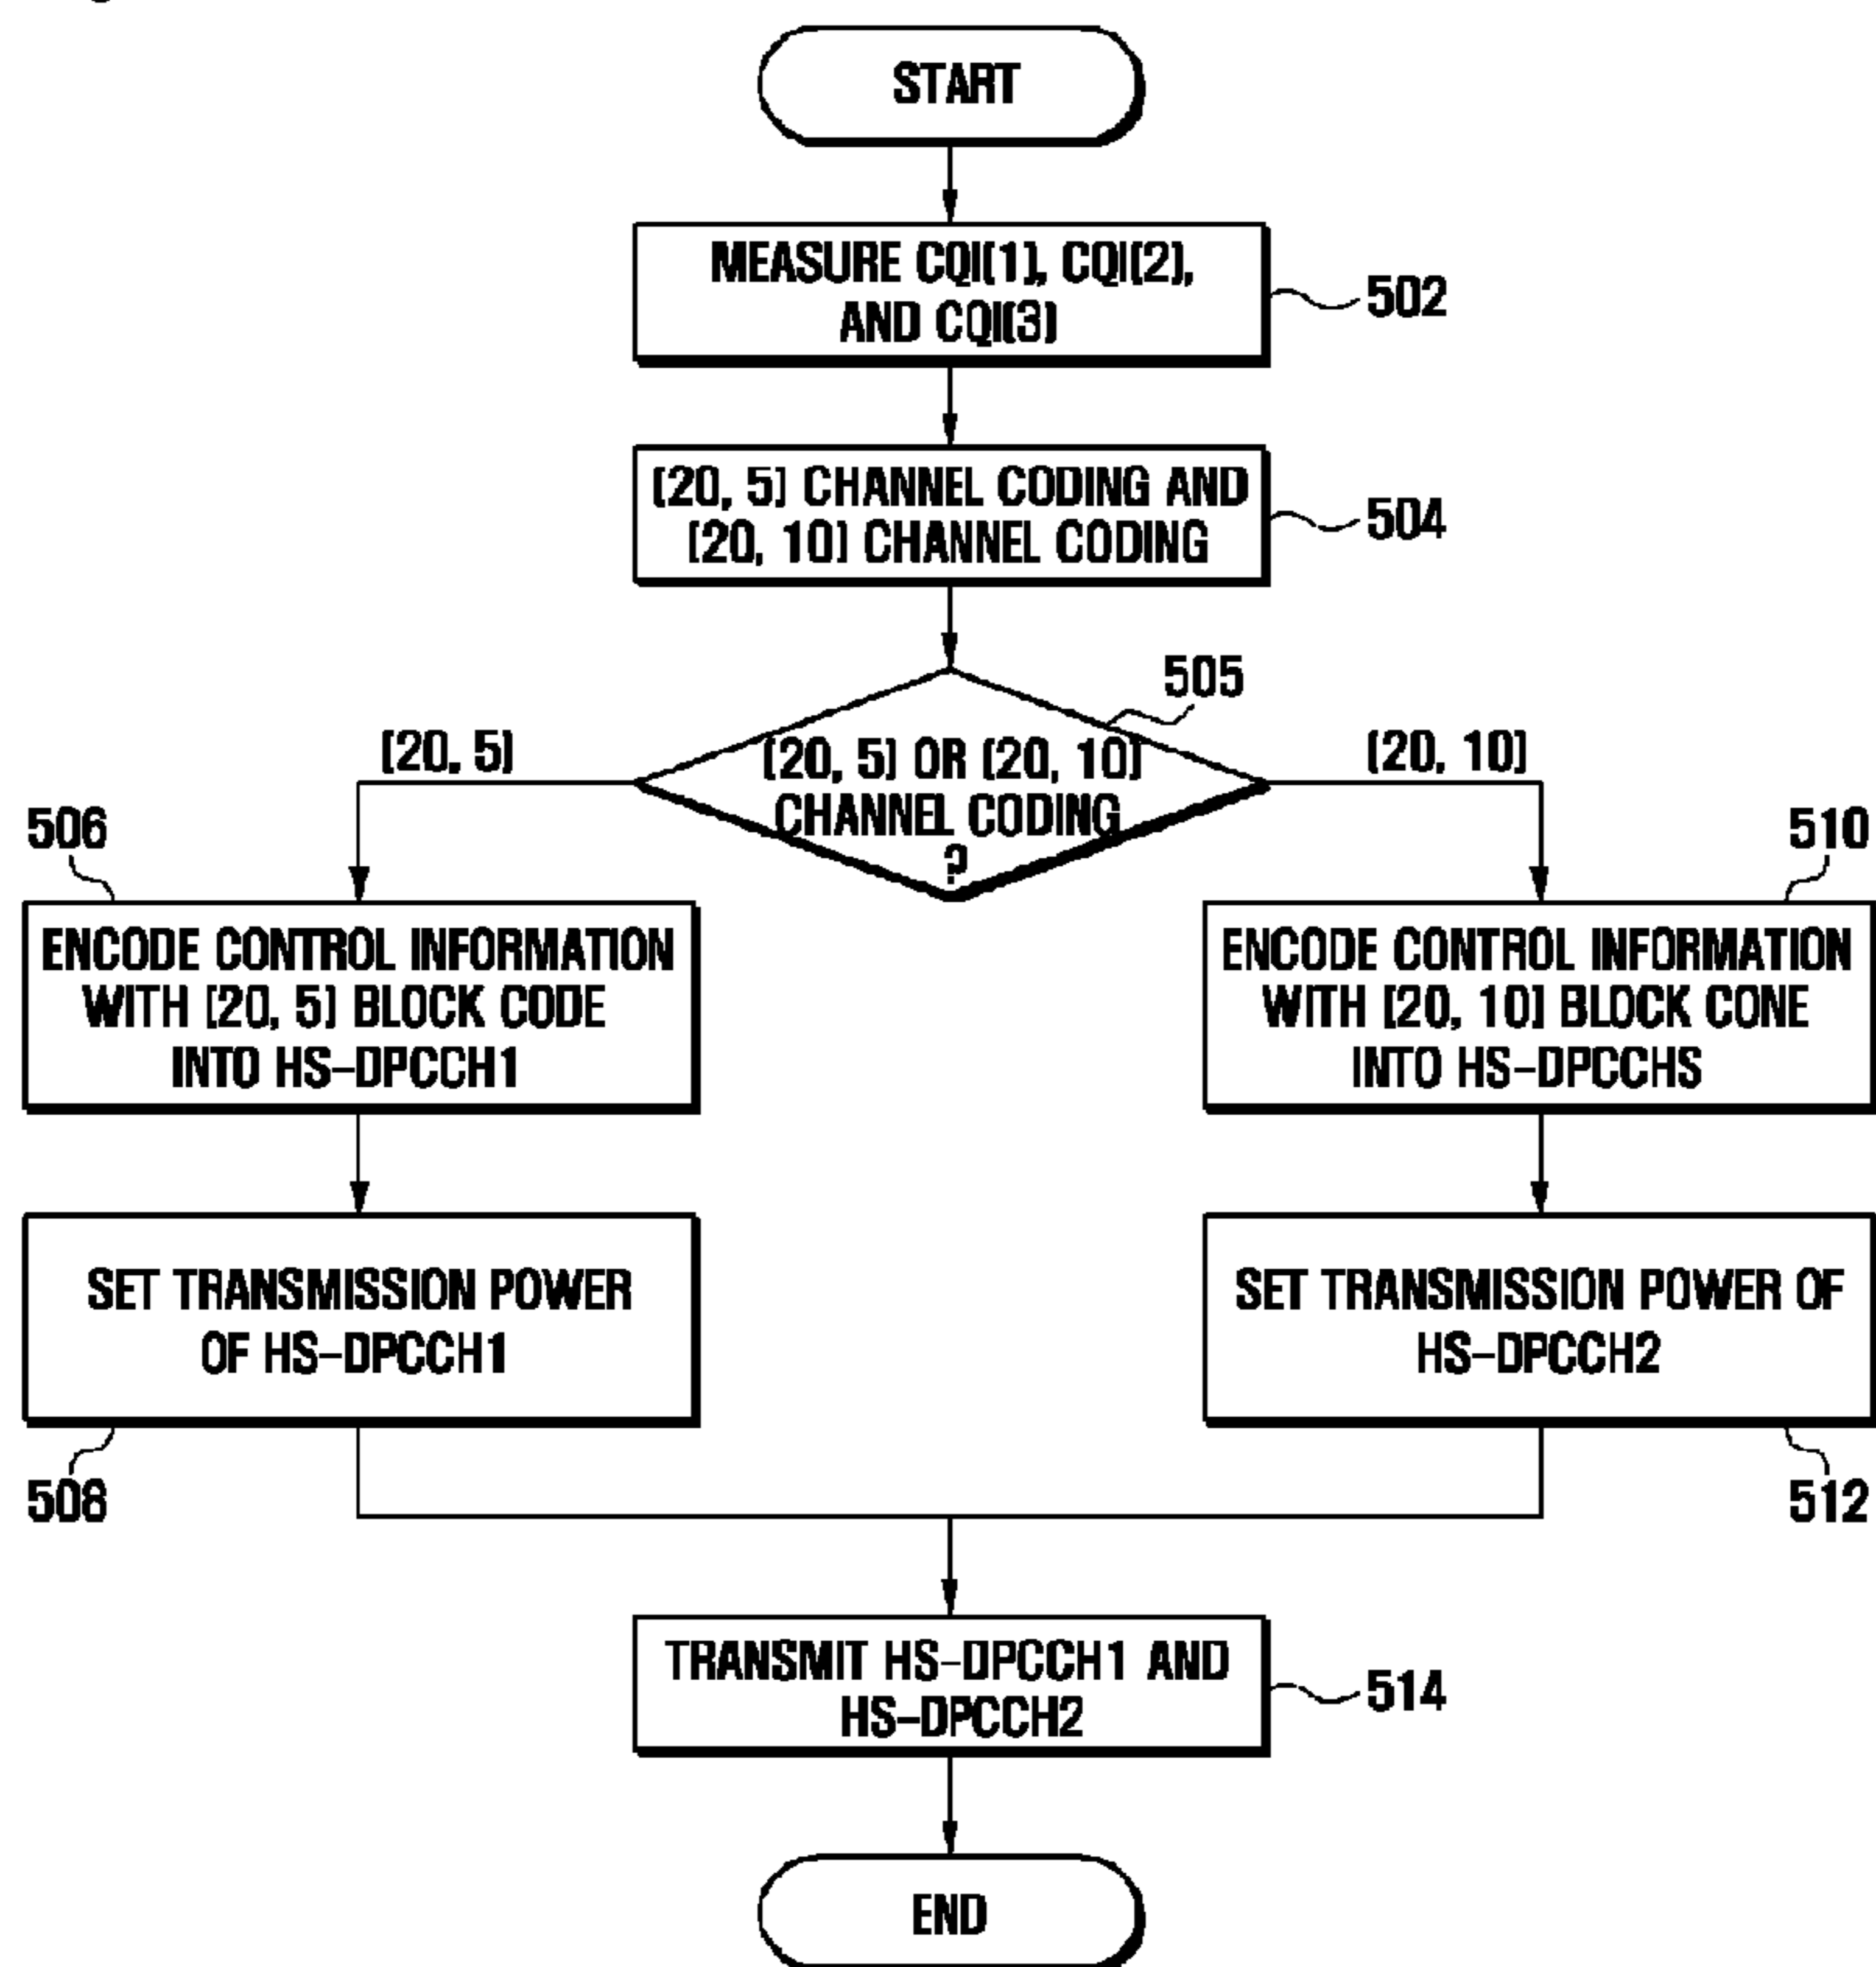 START
MEASURE CQI(1), CQI(2),
AND CQI(3)
502
(20, 5) CHANNEL CODING AND
(20, 10) CHANNEL CODING
504
505
(20, 5)
(20, 5) OR (20, 10)
CHANNEL CODING
?
(20, 10)
506
ENCODE CONTROL INFORMATION
WITH (20, 5) BLOCK CODE
INTO HS-DPCCH1
510
ENCODE CONTROL INFORMATION
WITH (20, 10) BLOCK CONE
INTO HS-DPCCHS
SET TRANSMISSION POWER
OF HS-DPCCH1
508
SET TRANSMISSION POWER OF
HS-DPCCH2
512
TRANSMIT HS-DPCCH1 AND
HS-DPCCH2
514
END